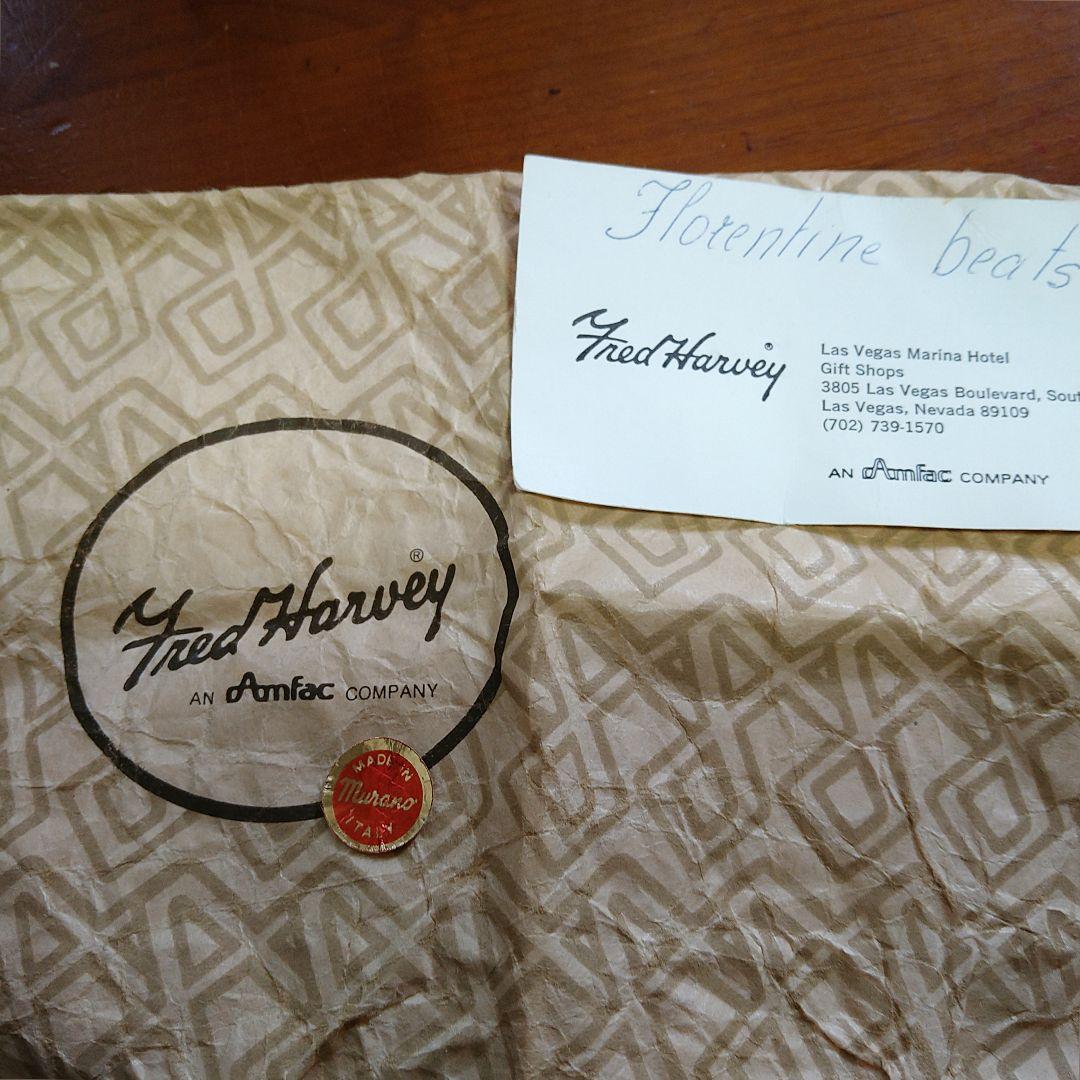 Florentine beats
Fred Harvey®
Las Vegas Marina Hotel
Gift Shops
3805 Las Vegas Boulevard, Sout
Las Vegas, Nevada 89109
(702) 739-1570
AN Amfac COMPANY
Fred Harvey®
AN Amfac COMPANY
MADE IN
Murano
ITALY